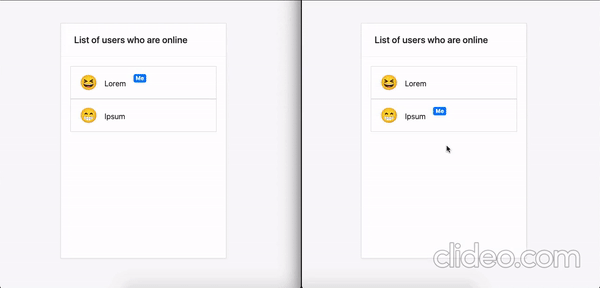 List of users who are online
Lorem Me
Ipsum
List of users who are online
Lorem
Ipsum Me
clideo.com